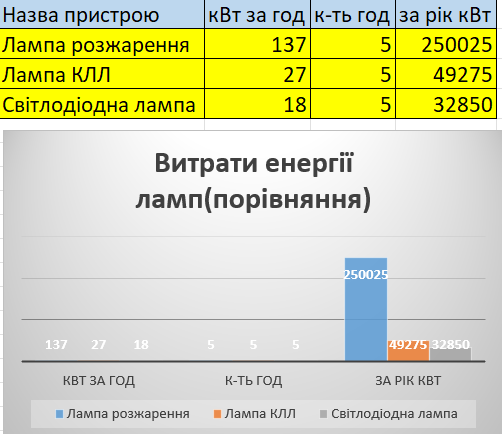 Назва пристрою кВт за год к-ть год за рік кВт
Лампа розжарення 137 5 250025
Лампа КЛЛ 27 5 49275
Світлодіодна лампа 18 5 32850
Витрати енергії
ламп(порівняння)
250025
137 27 18 5 5 5 49275 32850
КВТ ЗА ГОД К-ТЬ ГОД ЗА РІК КВТ
Лампа розжарення Лампа КЛЛ Світлодіодна лампа